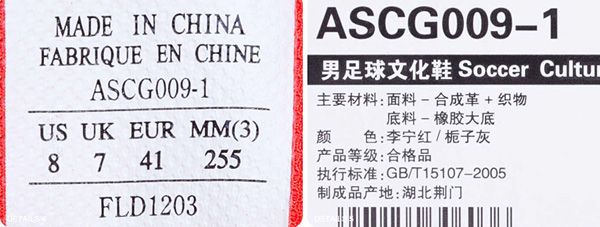 MADE IN CHINA
FABRIQUE EN CHINE
ASCG009-1
US UK EUR MM(3)
8 7 41 255
FLD1203
ASCG009-1
男足球文化鞋 Soccer Cultu
主要材料: 面料 - 合成革 + 织物
底料 - 橡胶大底
颜 色: 李宁红 / 栀子灰
产品等级: 合格品
执行标准: GB/T15107-2005
制成品产地: 湖北荆门